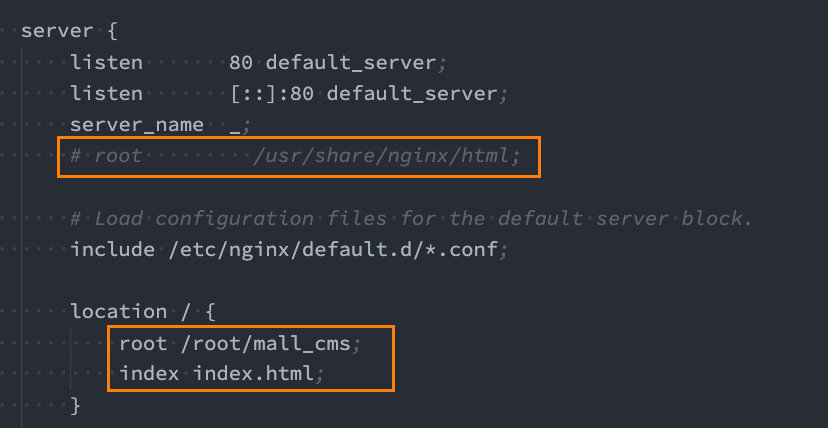 server {
listen 80 default_server;
listen [::]:80 default_server;
server_name _;
# root /usr/share/nginx/html;
# Load configuration files for the default server block.
include /etc/nginx/default.d/*.conf;
location / {
root /root/mall_cms;
index index.html;
}